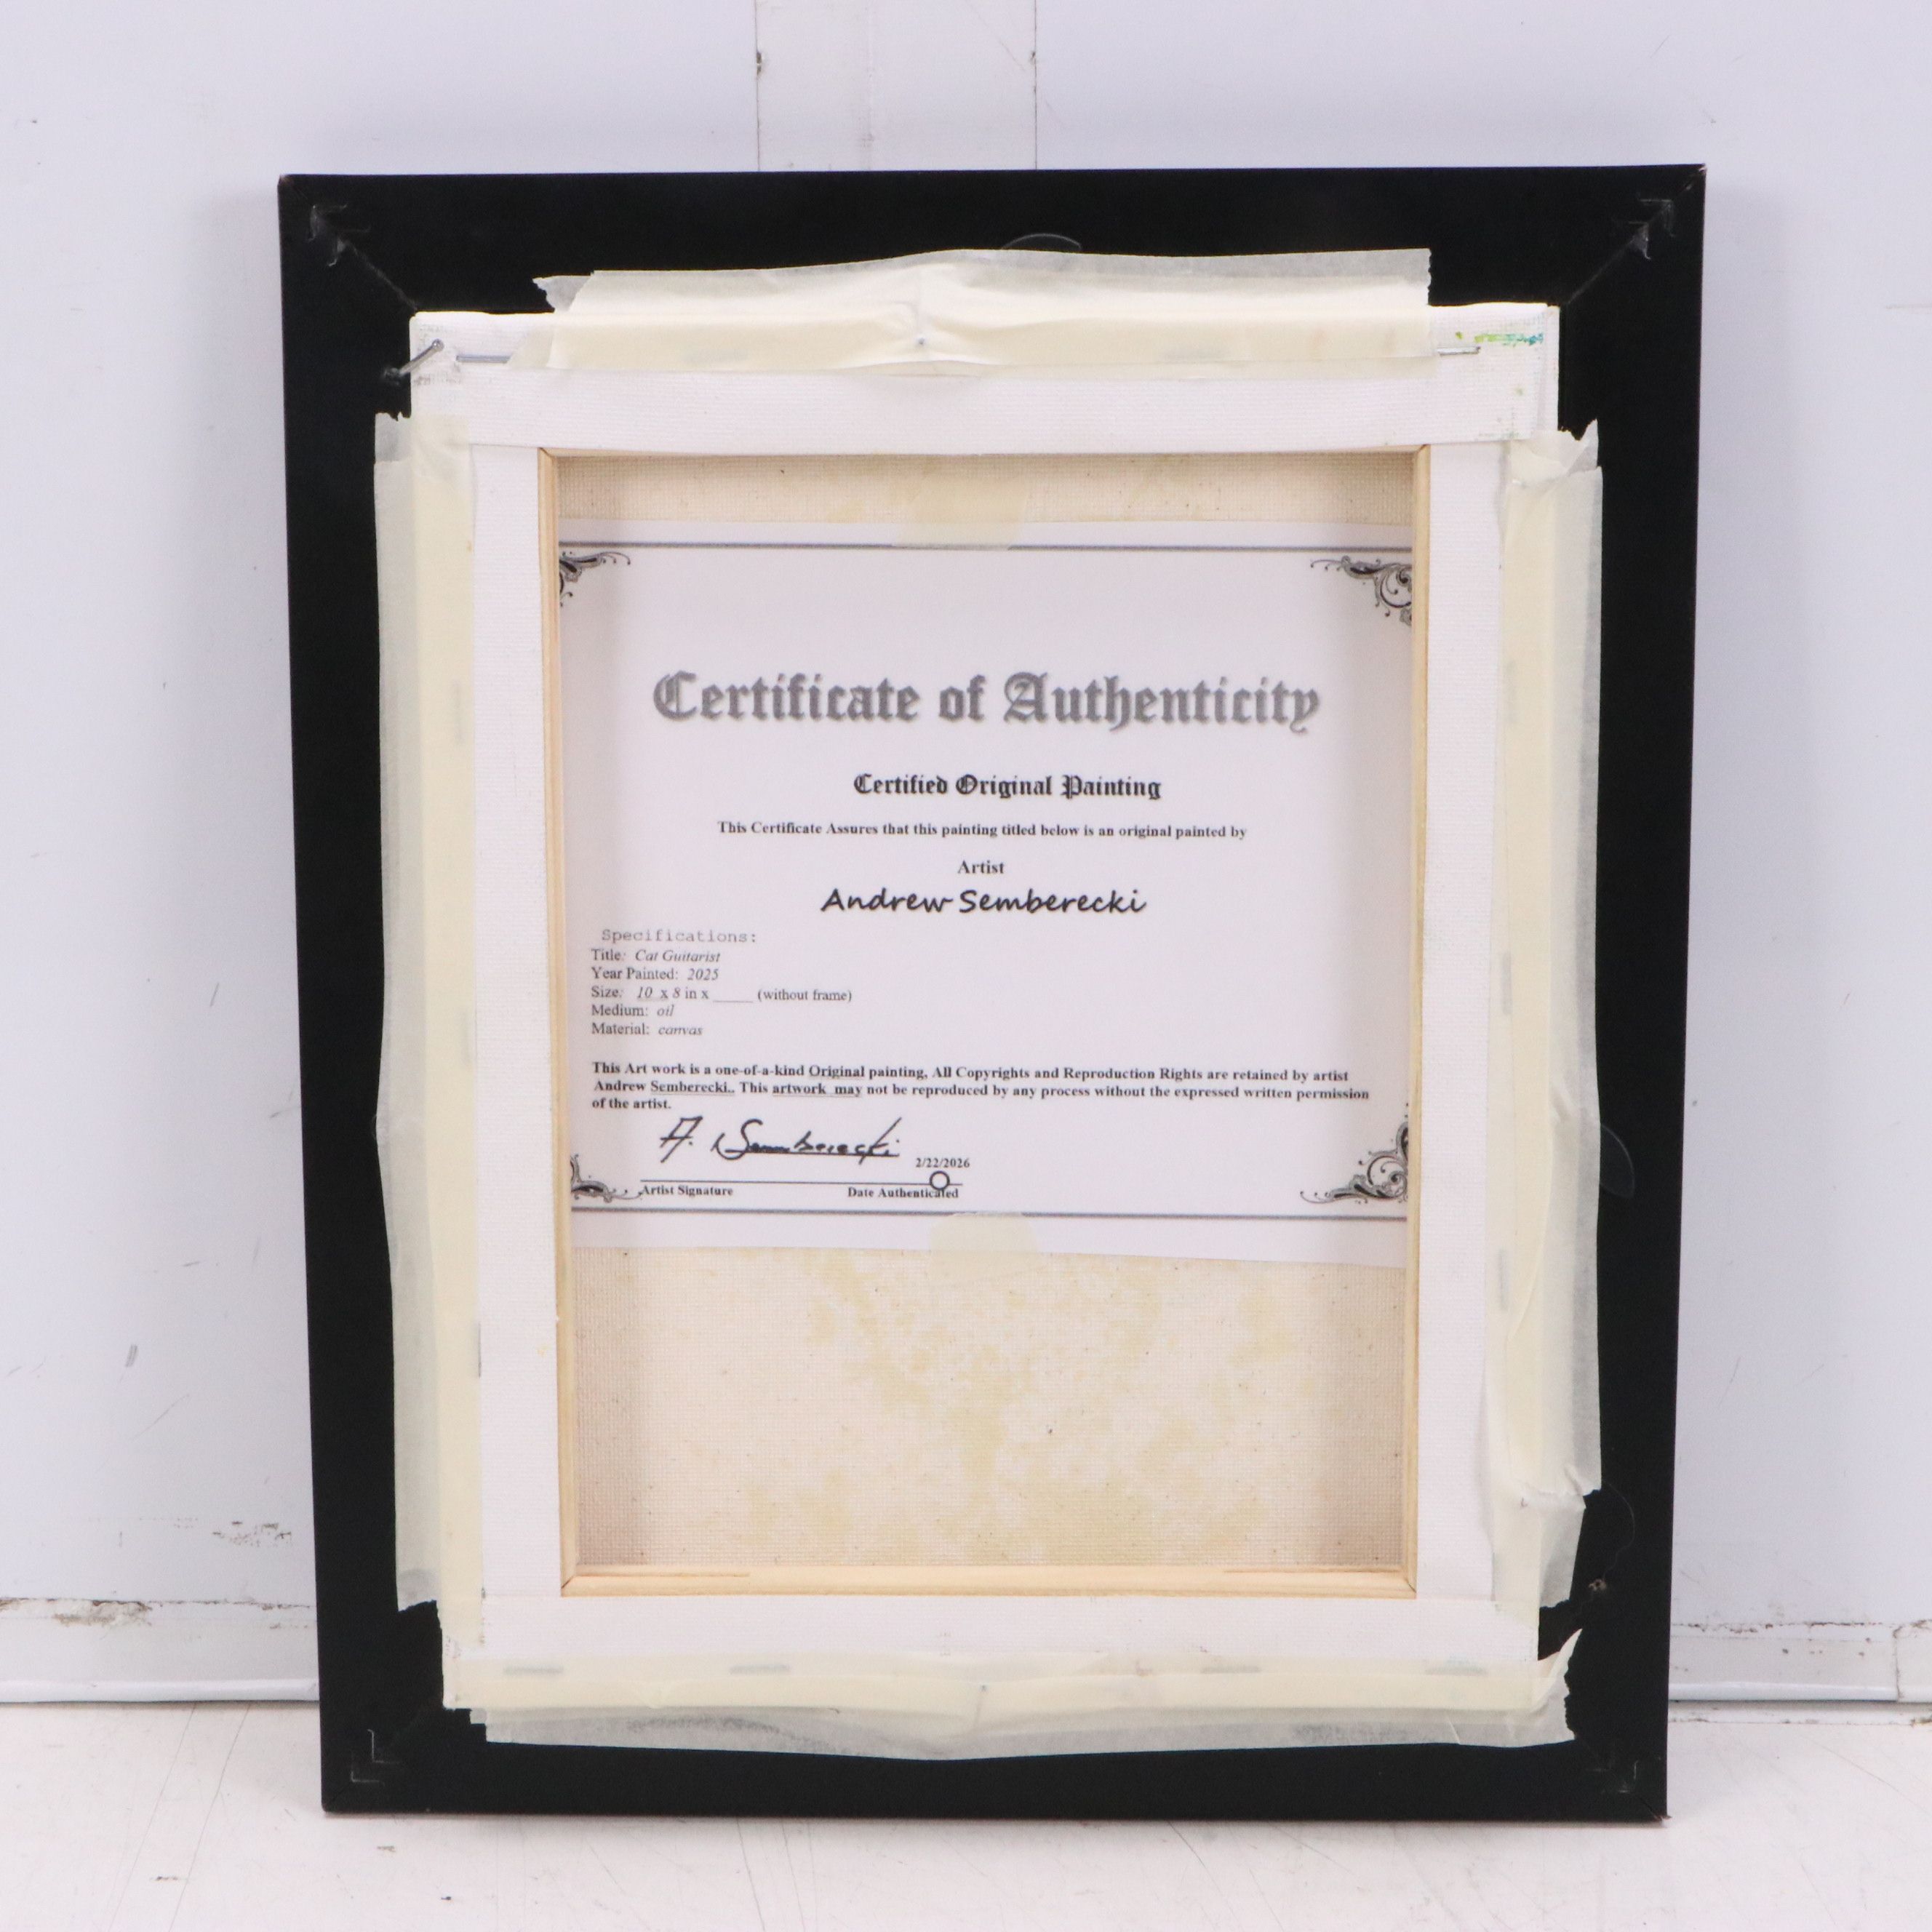 Certificate of Authenticity
Certified Original Painting
This Certificate Assures that this painting titled below is an original painted by
Artist
Andrew Semberecki
Specifications:
Title: Cat Guitarist
Year Painted: 2025
Size: 10 x 8 in x _____ (without frame)
Medium: oil
Material: canvas
This Art work is a one-of-a-kind Original painting, All Copyrights and Reproduction Rights are retained by artist
Andrew Semberecki.. This artwork may not be reproduced by any process without the expressed written permission
of the artist.
A. Semberecki
2/22/2026
Artist Signature Date Authenticated